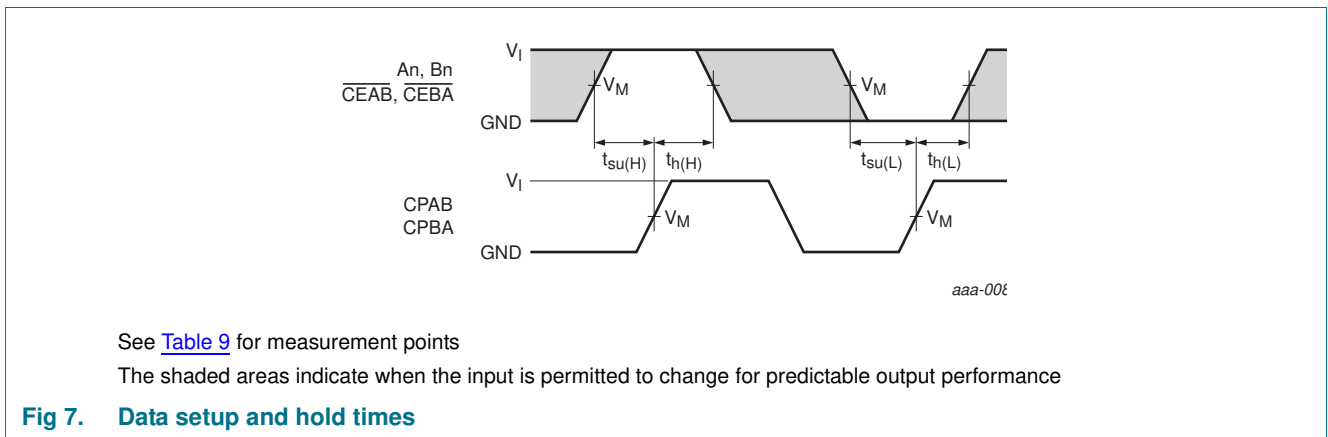 V_I
An, Bn
CEAB, CEBA
V_M
V_M
GND
t_su(H) t_h(H) t_su(L) t_h(L)
V_I
CPAB
CPBA
V_M
V_M
GND
aaa-008
See Table 9 for measurement points
The shaded areas indicate when the input is permitted to change for predictable output performance
Fig 7. Data setup and hold times